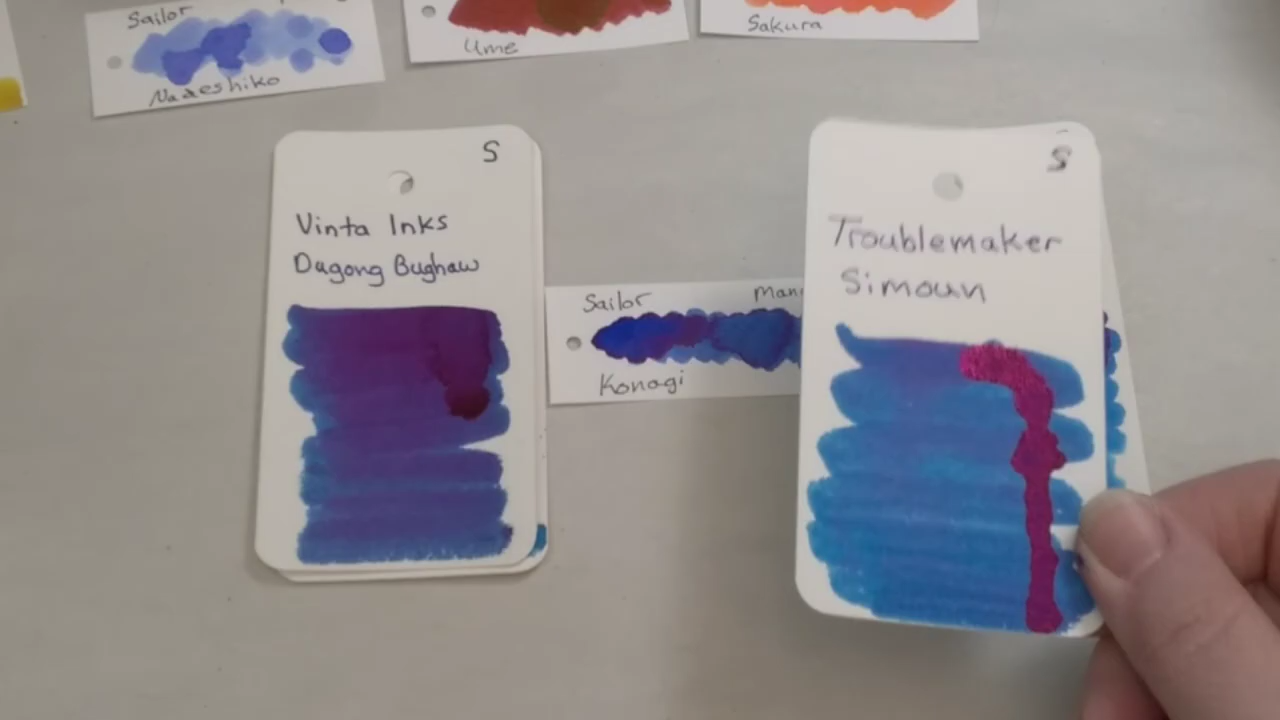 Sailor
Nadeshiko
Ume
Sakura
S
Vinta Inks
Dugong Bughaw
Sailor
Konagi
S
Troublemaker
Simoun